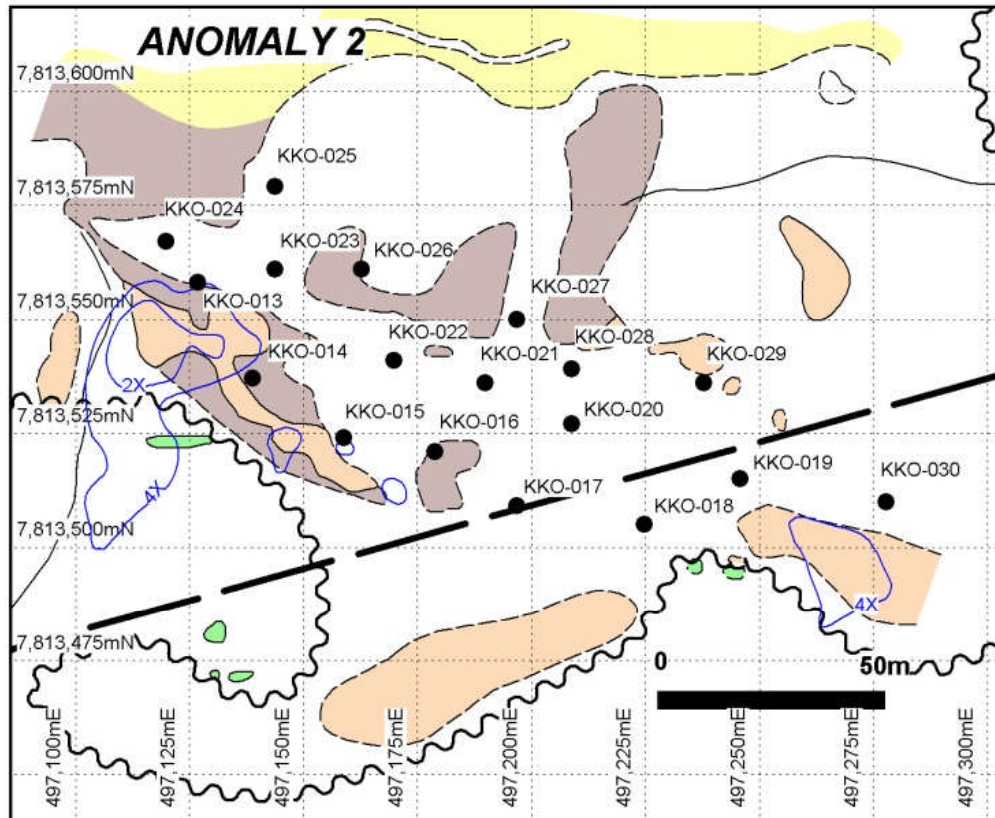 ANOMALY 2
7,813,600mN
KKO-025
7,813,575mN
KKO-024
KKO-023
KKO-026
KKO-027
7,813,550mN
KKO-013
KKO-022
KKO-028
KKO-014
KKO-021
KKO-029
2X
7,813,525mN
KKO-015
KKO-016
KKO-020
KKO-019
KKO-030
4X
KKO-017
KKO-018
7,813,500mN
4X
7,813,475mN
0
50m
497,100mE
497,125mE
497,150mE
497,175mE
497,200mE
497,225mE
497,250mE
497,275mE
497,300mE